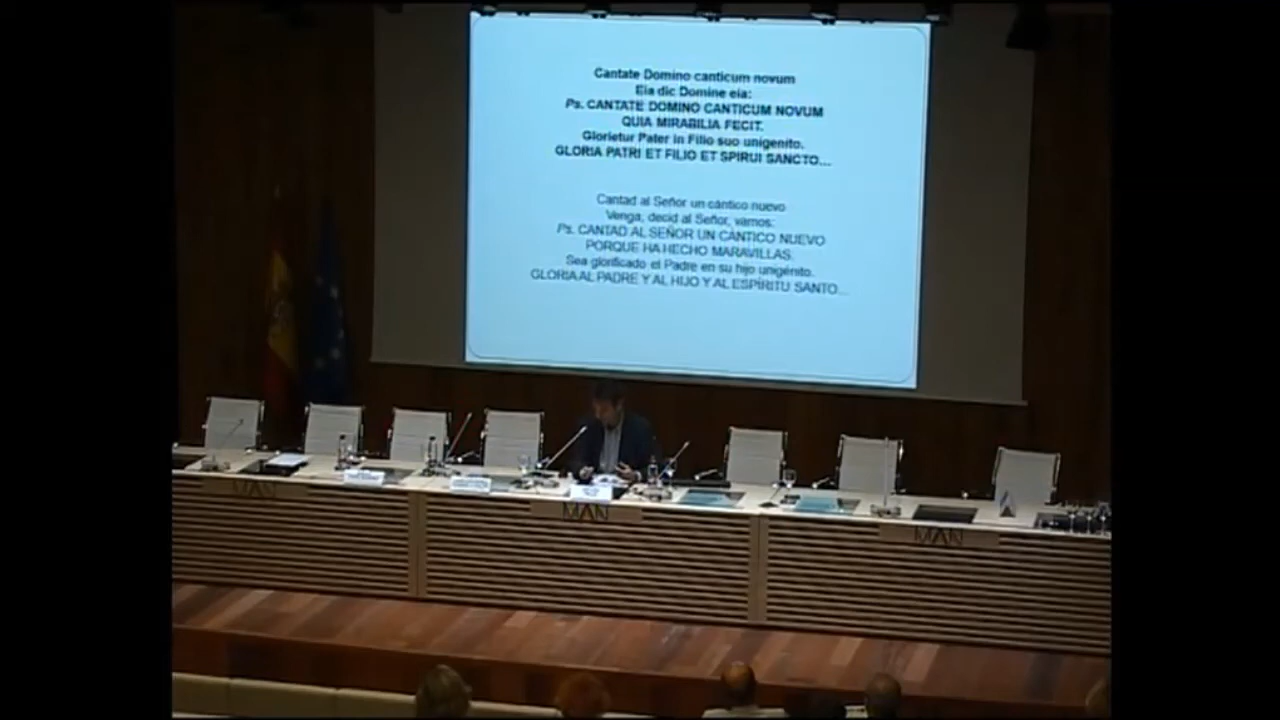 Cantate Domino canticum novum
Eia dic Domine eia:
Ps. CANTATE DOMINO CANTICUM NOVUM
QUIA MIRABILIA FECIT.
Glorietur Pater in Filio suo unigenito.
GLORIA PATRI ET FILIO ET SPIRUI SANCTO...
Cantad al Señor un cántico nuevo
Venga, decid al Señor, vamos:
Ps. CANTAD AL SEÑOR UN CÁNTICO NUEVO
PORQUE HA HECHO MARAVILLAS.
Sea glorificado el Padre en su hijo unigénito.
GLORIA AL PADRE Y AL HIJO Y AL ESPÍRITU SANTO...
MAN
MAN
MAN